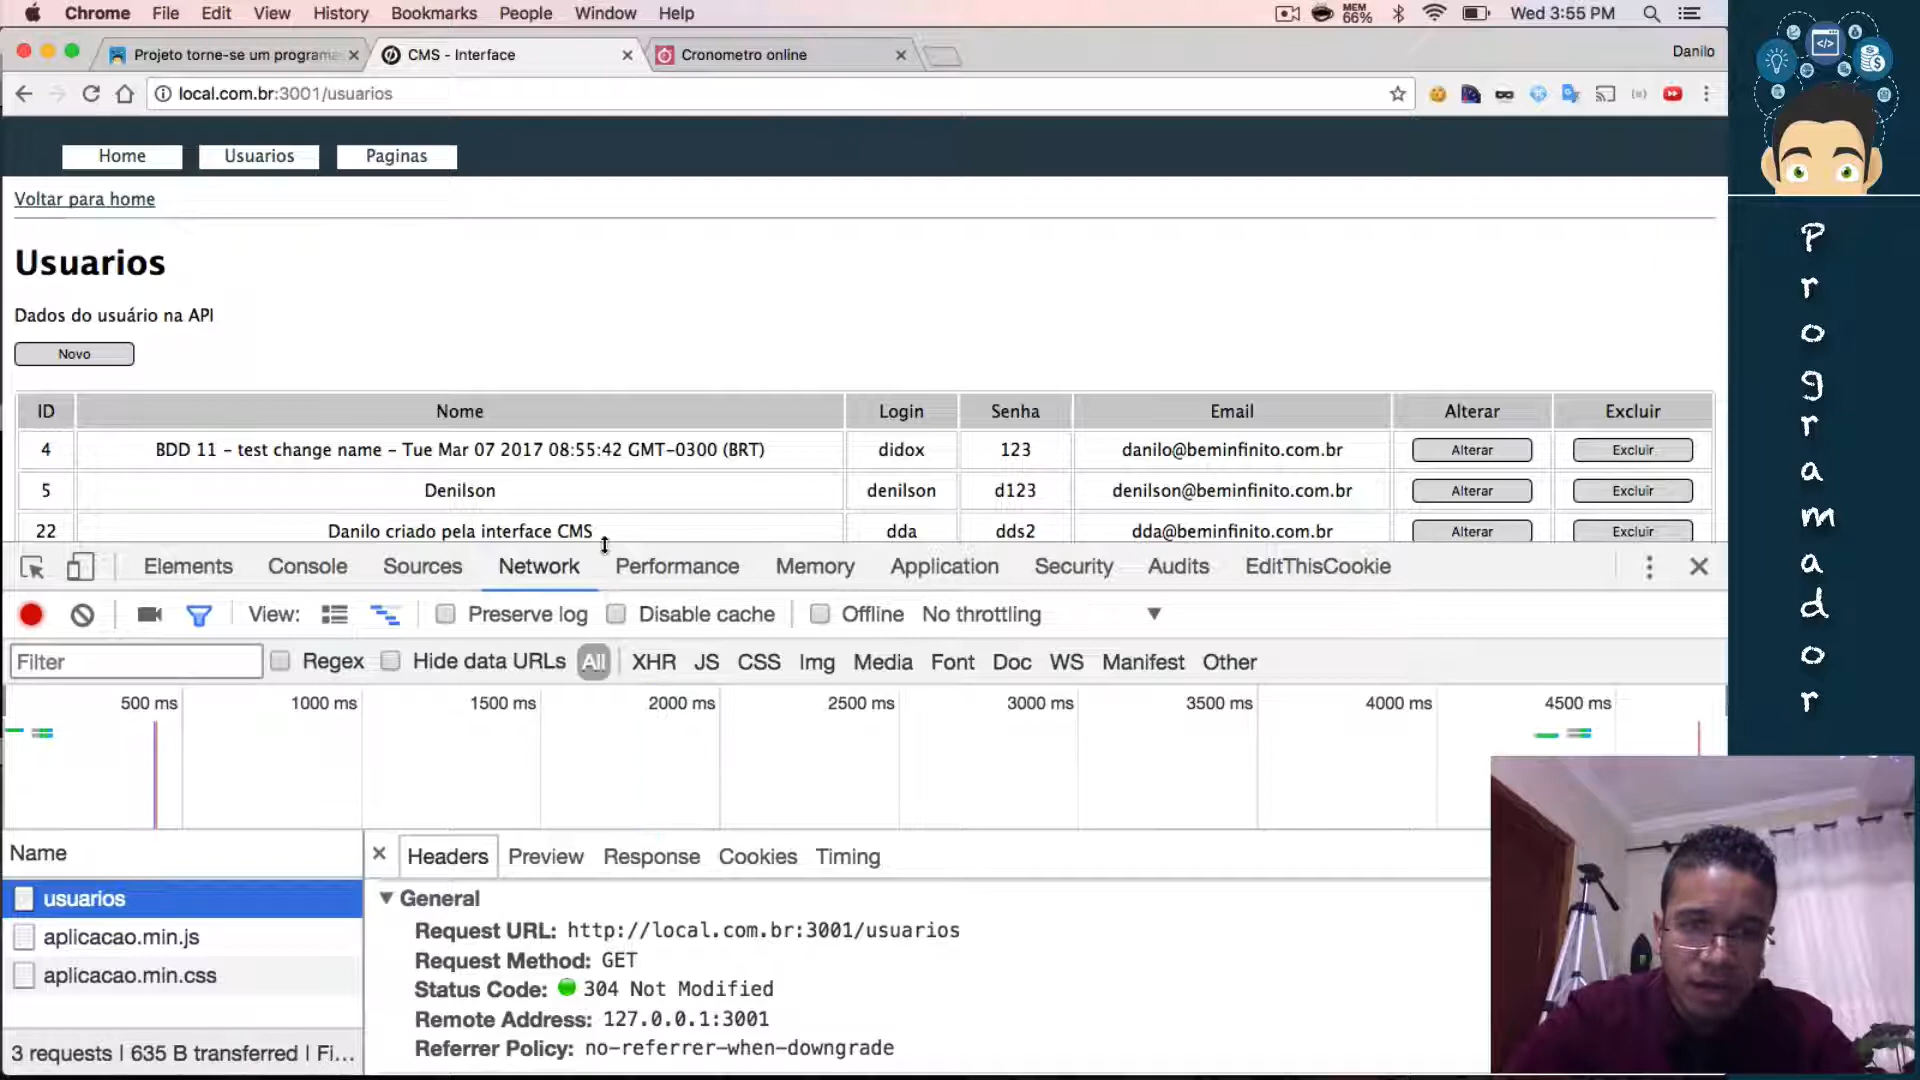 Chrome File Edit View History Bookmarks People Window Help MEM 66% Wed 3:55 PM
Projeto torne-se um programa CMS - Interface Cronometro online Danilo
local.com.br:3001/usuarios
Home Usuarios Paginas
Voltar para home
Usuarios
Dados do usuário na API
Novo
ID Nome Login Senha Email Alterar Excluir
4 BDD 11 - test change name - Tue Mar 07 2017 08:55:42 GMT-0300 (BRT) didox 123 danilo@beminfinito.com.br Alterar Excluir
5 Denilson denilson d123 denilson@beminfinito.com.br Alterar Excluir
22 Danilo criado pela interface CMS dda dds2 dda@beminfinito.com.br Alterar Excluir
Elements Console Sources Network Performance Memory Application Security Audits EditThisCookie
View: Preserve log Disable cache Offline No throttling
Filter Regex Hide data URLs All XHR JS CSS Img Media Font Doc WS Manifest Other
500 ms 1000 ms 1500 ms 2000 ms 2500 ms 3000 ms 3500 ms 4000 ms 4500 ms
Name
usuarios
aplicacao.min.js
aplicacao.min.css
3 requests | 635 B transferred | Fi...
Headers Preview Response Cookies Timing
General
Request URL: http://local.com.br:3001/usuarios
Request Method: GET
Status Code: 304 Not Modified
Remote Address: 127.0.0.1:3001
Referrer Policy: no-referrer-when-downgrade
Programador